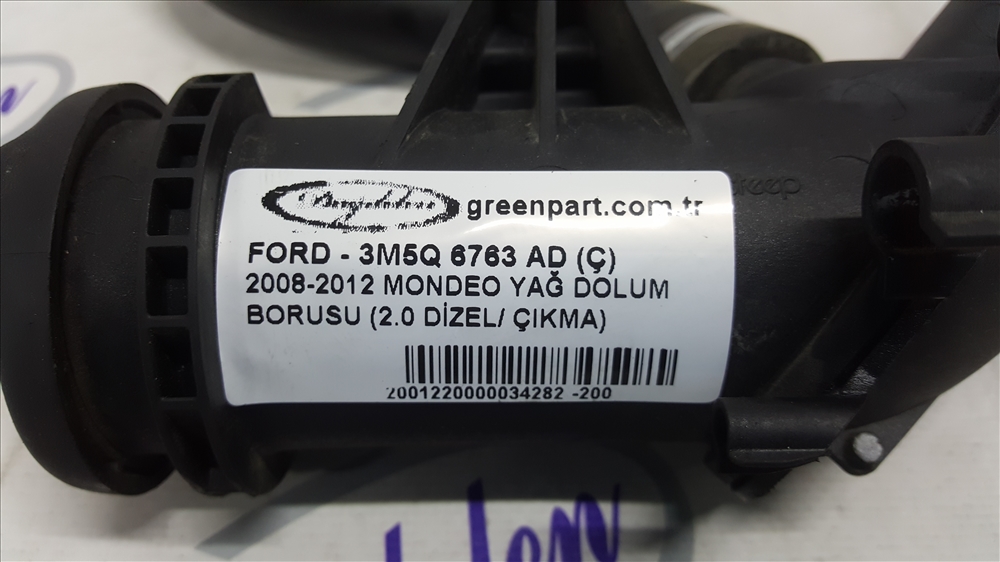 greenpart.com.tr
FORD - 3M5Q 6763 AD (Ç)
2008-2012 MONDEO YAĞ DOLUM
BORUSU (2.0 DİZEL/ ÇIKMA)
2001220000034282 -200